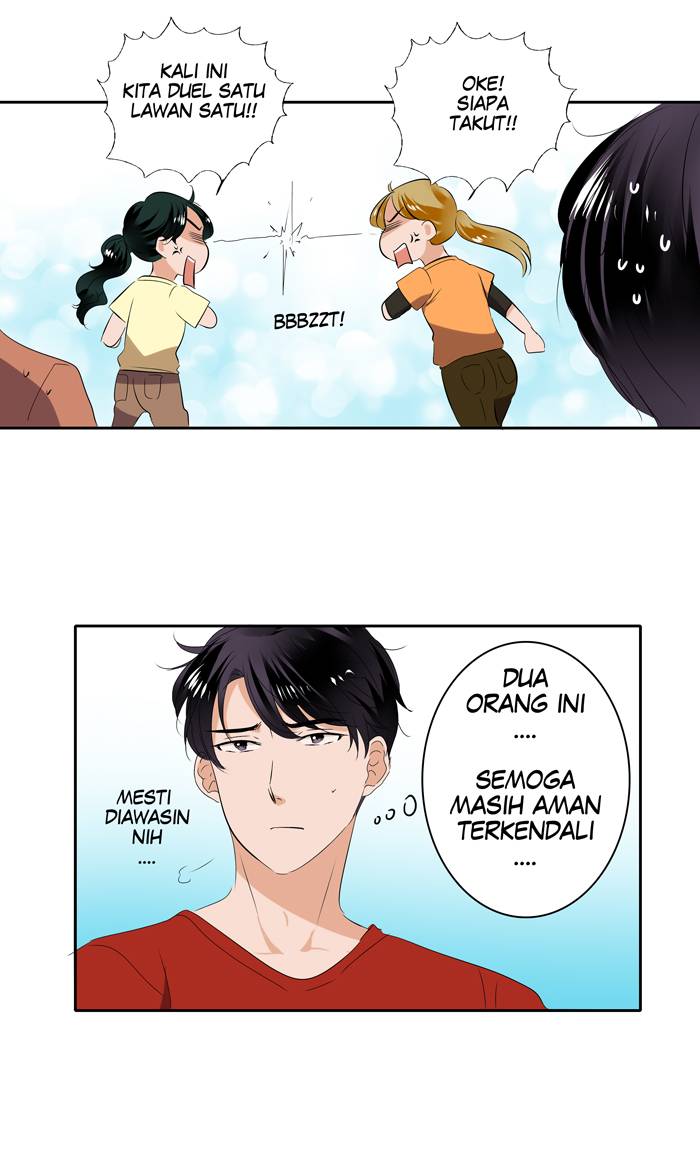 KALI INI
KITA DUEL SATU
LAWAN SATU!!
OKE!
SIAPA
TAKUT!!
BBBZZT!
DUA
ORANG INI
....
SEMOGA
MASIH AMAN
TERKENDALI
....
MESTI
DIAWASIN
NIH
....